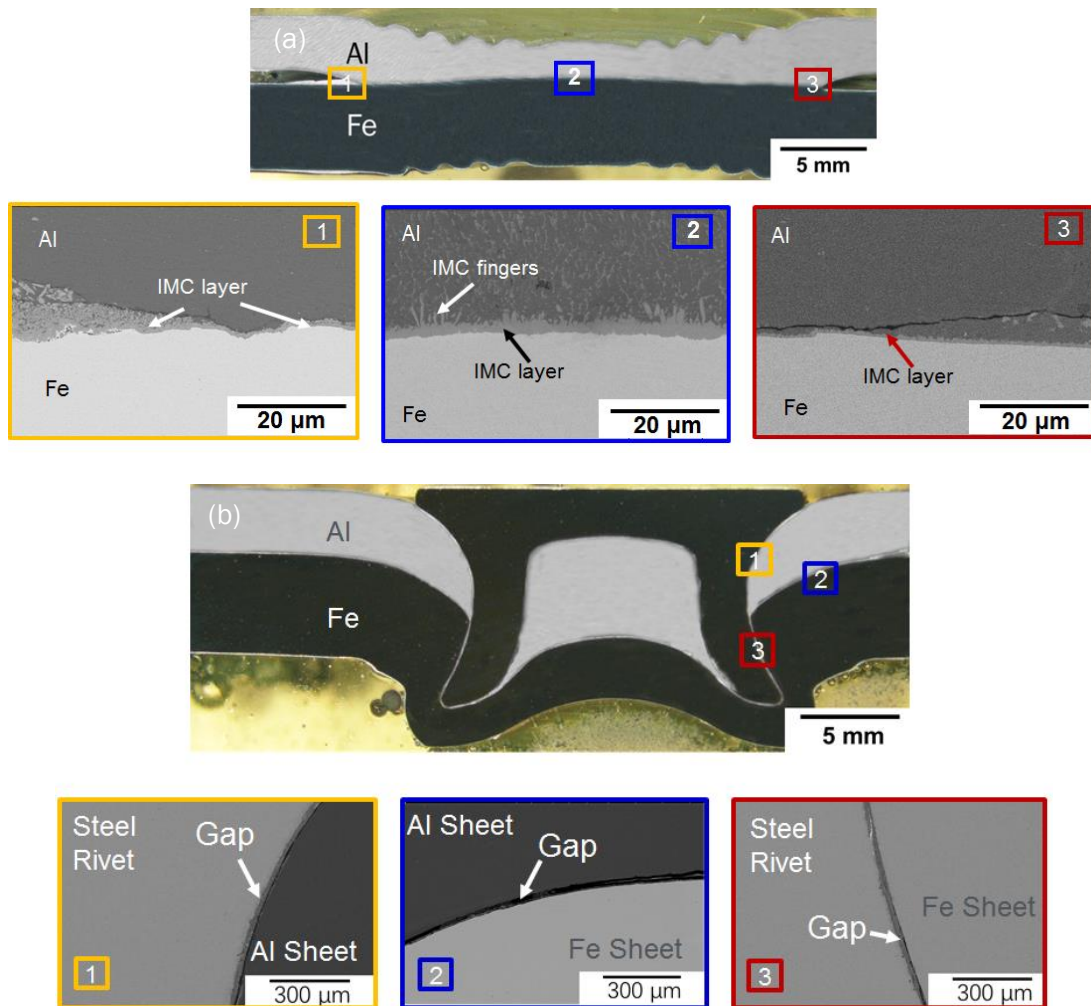 (a)
Al
1
2
3
Fe
5 mm
Al
1
IMC layer
Fe
20 μm
Al
2
IMC fingers
IMC layer
Fe
20 μm
Al
3
IMC layer
Fe
20 μm
(b)
Al
1
2
Fe
3
5 mm
Steel
Rivet
Gap
Al Sheet
1
300 μm
Al Sheet
Gap
Fe Sheet
2
300 μm
Steel
Rivet
Fe Sheet
Gap
3
300 μm